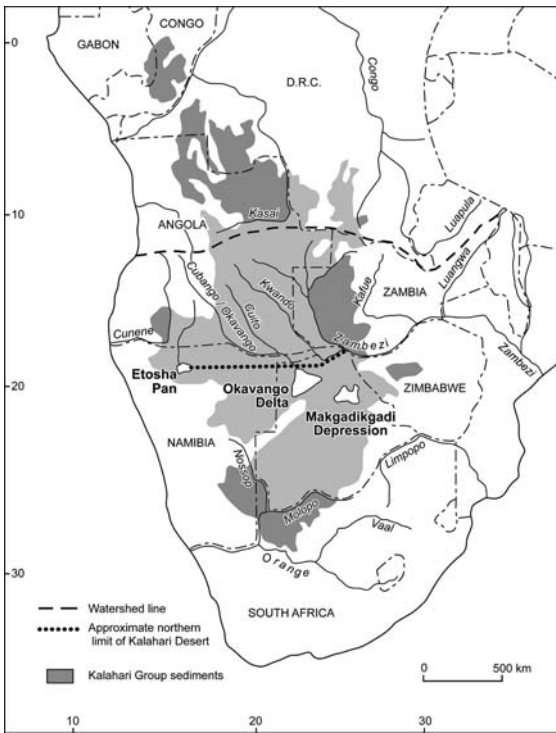 0
GABON
CONGO
D.R.C.
Congo
10
ANGOLA
Kasai
Luapula
Luangwa
Cubango / Okavango
Cuito
Kwando
Kafue
ZAMBIA
Cunene
Zambezi
Zambezi
Etosha
Pan
20
Okavango
Delta
ZIMBABWE
Makgadikgadi
Depression
NAMIBIA
Nossop
Limpopo
Molopo
Vaal
Orange
30
SOUTH AFRICA
Watershed line
Approximate northern
limit of Kalahari Desert
Kalahari Group sediments
0 500 km
10 20 30